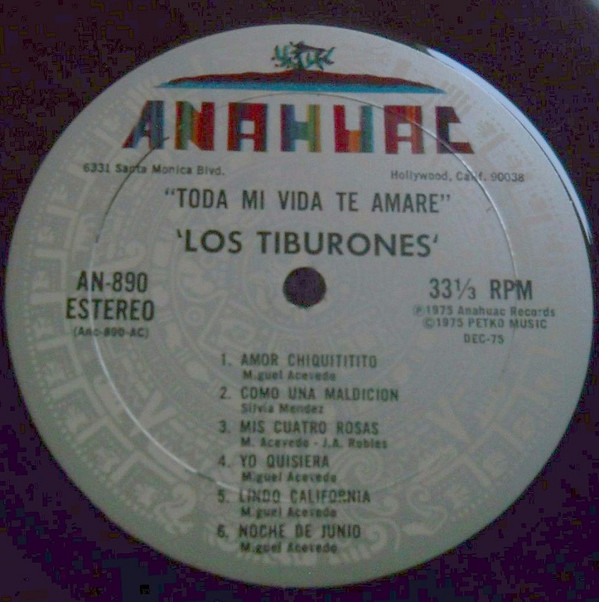 ANAHUAC
6331 Santa Monica Blvd.
Hollywood, Calif. 90038
"TODA MI VIDA TE AMARE"
'LOS TIBURONES'
AN-890
ESTEREO
(Anc-890-AC)
33⅓ RPM
Ⓟ1975 Anahuac Records
©1975 PETKO MUSIC
DEC-75
1. AMOR CHIQUITITITO
Miguel Acevedo
2. COMO UNA MALDICION
Silvia Mendez
3. MIS CUATRO ROSAS
M. Acevedo - J.A. Robles
4. YO QUISIERA
Miguel Acevedo
5. LINDO CALIFORNIA
Miguel Acevedo
6. NOCHE DE JUNIO
Miguel Acevedo